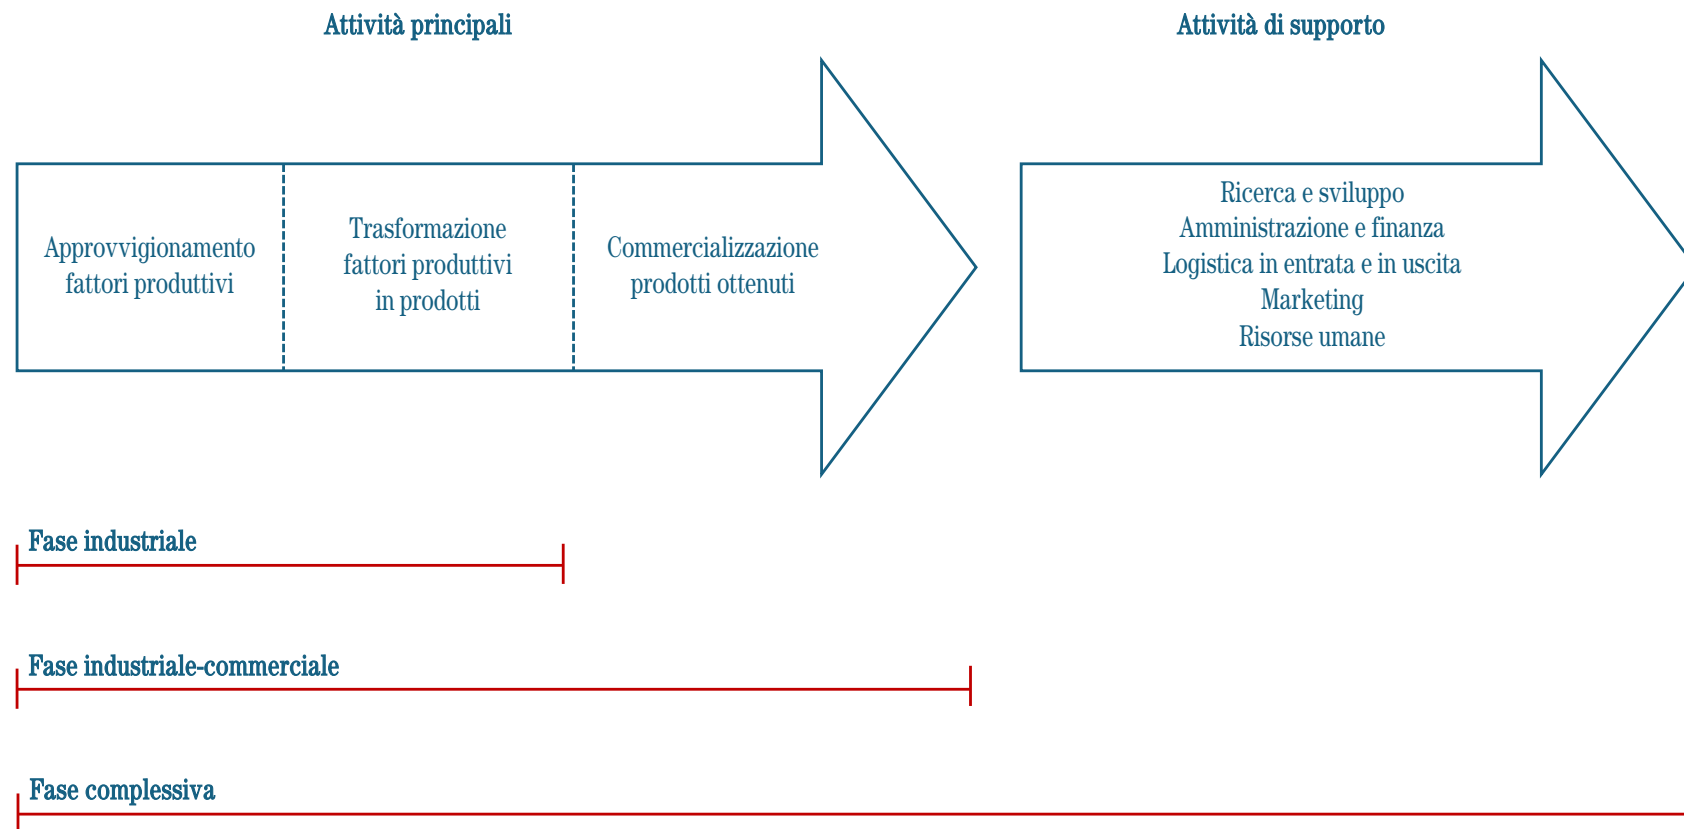 Attività principali
Attività di supporto
Approvvigionamento
fattori produttivi
Trasformazione
fattori produttivi
in prodotti
Commercializzazione
prodotti ottenuti
Ricerca e sviluppo
Amministrazione e finanza
Logistica in entrata e in uscita
Marketing
Risorse umane
Fase industriale
Fase industriale-commerciale
Fase complessiva